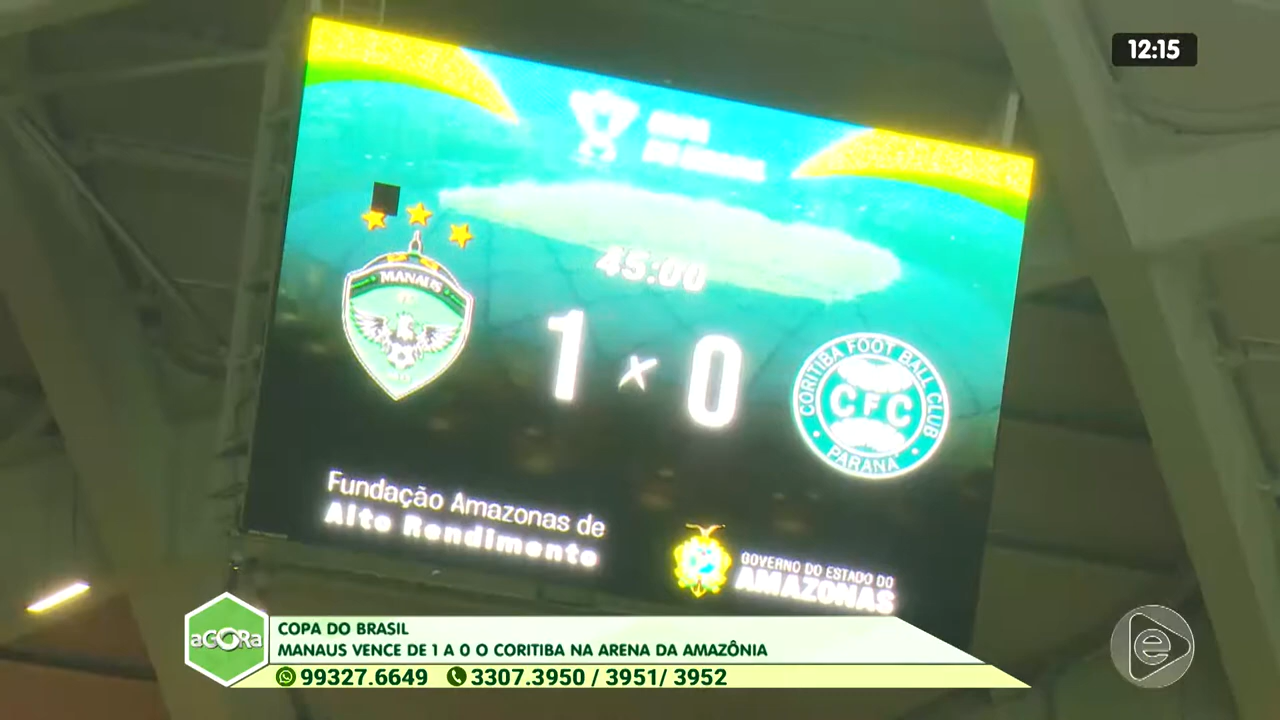 12:15
COPA
DO BRASIL
MANAUS
45:00
1 x 0
CORITIBA FOOT BALL CLUB
CFC
PARANÁ
Fundação Amazonas de
Alto Rendimento
GOVERNO DO ESTADO DO
AMAZONAS
aGORa
COPA DO BRASIL
MANAUS VENCE DE 1 A 0 O CORITIBA NA ARENA DA AMAZÔNIA
99327.6649 3307.3950 / 3951/ 3952
e